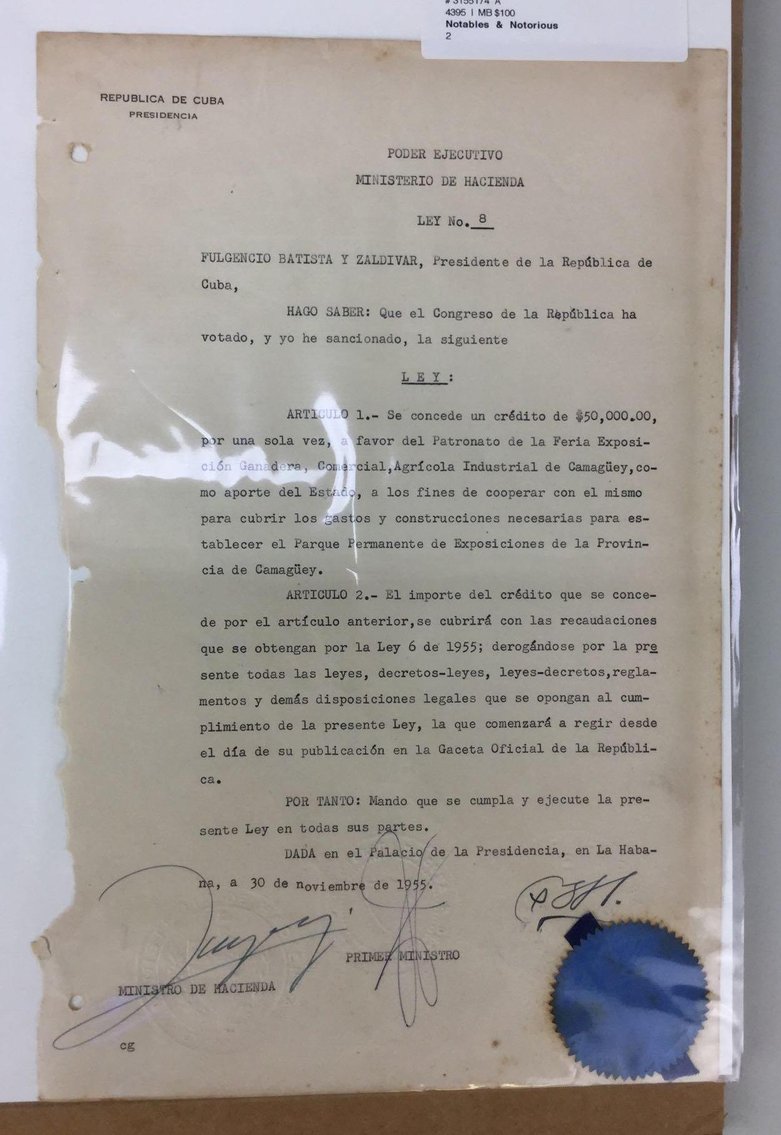 # 3155174 A
4395 | MB $100
Notables & Notorious
2
REPUBLICA DE CUBA
PRESIDENCIA
PODER EJECUTIVO
MINISTERIO DE HACIENDA
LEY No. 8
FULGENCIO BATISTA Y ZALDIVAR, Presidente de la República de
Cuba,
HAGO SABER: Que el Congreso de la República ha
votado, y yo he sancionado, la siguiente
L E Y :
ARTICULO 1.- Se concede un crédito de $50,000.00,
por una sola vez, a favor del Patronato de la Feria Exposi-
ción Ganadera, Comercial,Agrícola Industrial de Camagüey,co-
mo aporte del Estado, a los fines de cooperar con el mismo
para cubrir los gastos y construcciones necesarias para es-
tablecer el Parque Permanente de Exposiciones de la Provin-
cia de Camagüey.
ARTICULO 2.- El importe del crédito que se conce-
de por el artículo anterior,se cubrirá con las recaudaciones
que se obtengan por la Ley 6 de 1955; derogándose por la pre
sente todas las leyes, decretos-leyes, leyes-decretos,regla-
mentos y demás disposiciones legales que se opongan al cum-
plimiento de la presente Ley, la que comenzará a regir desde
el día de su publicación en la Gaceta Oficial de la Repúbli-
ca.
POR TANTO: Mando que se cumpla y ejecute la pre-
sente Ley en todas sus partes.
DADA en el Palacio de la Presidencia, en La Haba-
na, a 30 de noviembre de 1955.
PRIMER MINISTRO
MINISTRO DE HACIENDA
cg